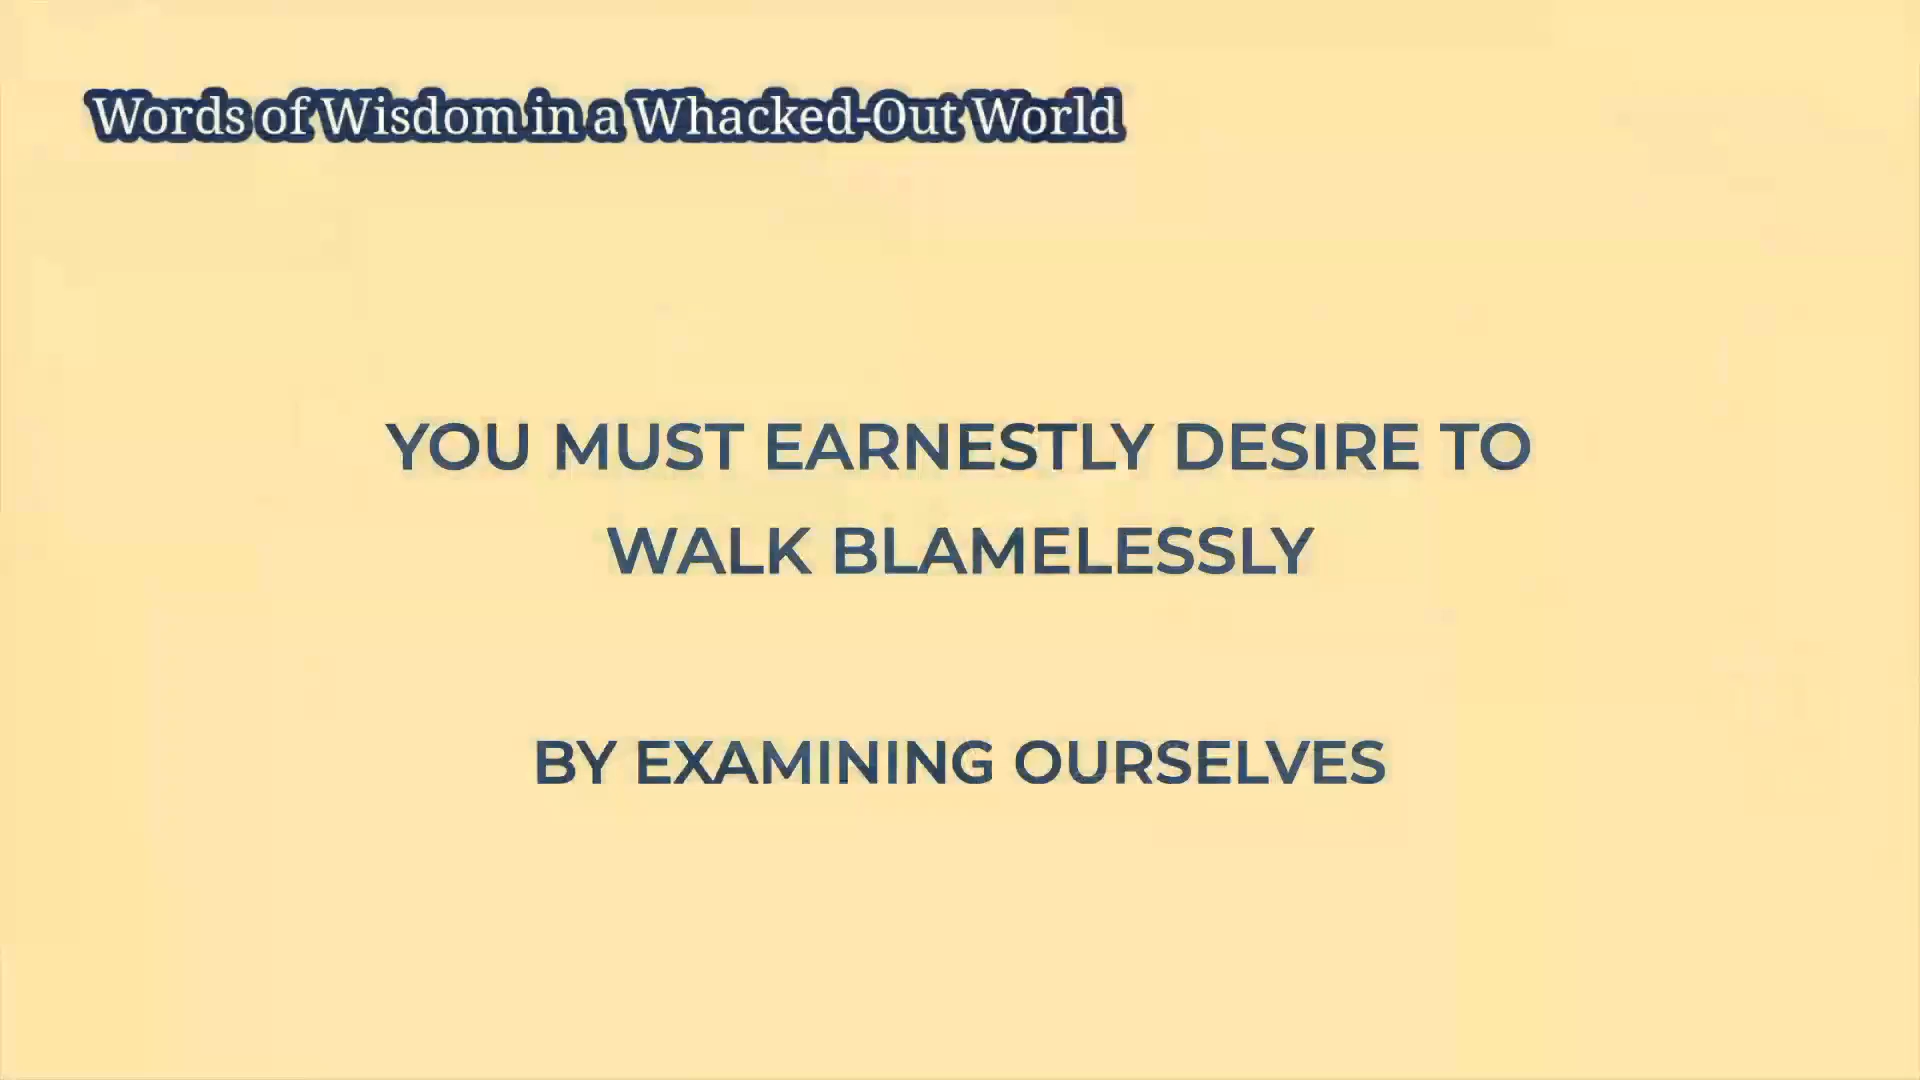 Words of Wisdom in a Whacked-Out World
YOU MUST EARNESTLY DESIRE TO
WALK BLAMELESSLY
BY EXAMINING OURSELVES